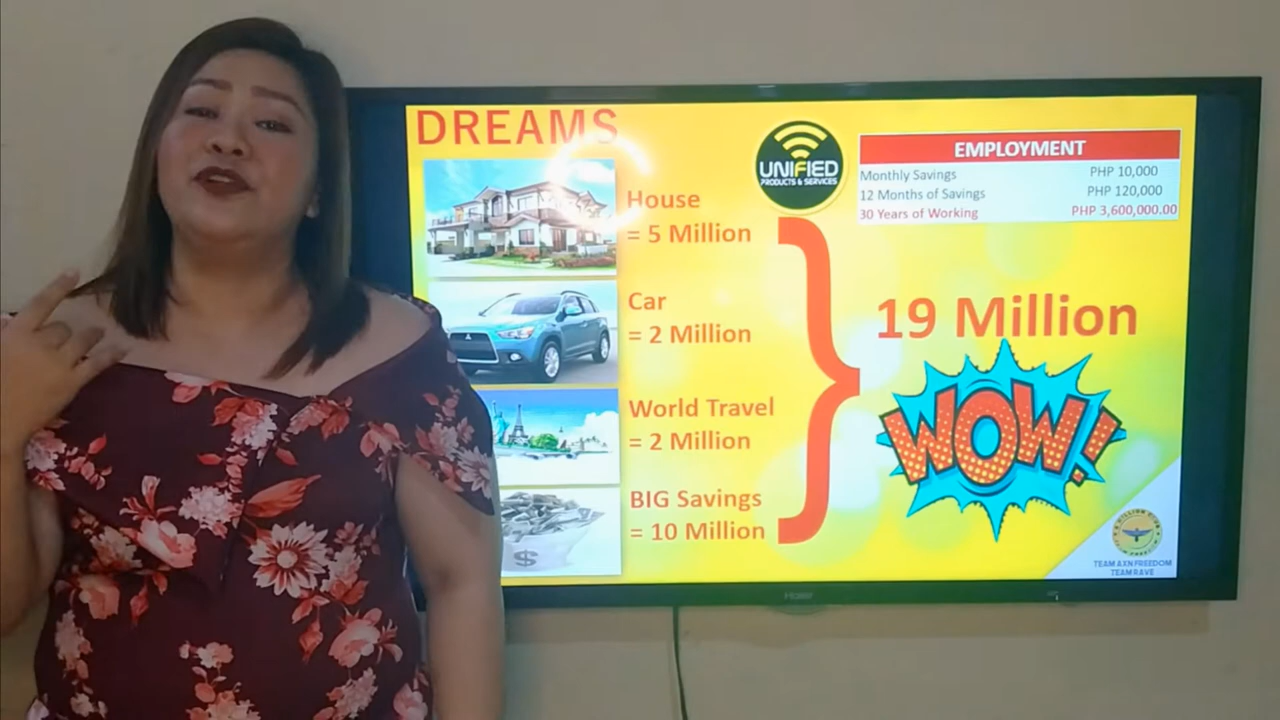 DREAMS
House
= 5 Million
Car
= 2 Million
World Travel
= 2 Million
BIG Savings
= 10 Million
UNIFIED
PRODUCTS & SERVICES
EMPLOYMENT
Monthly Savings PHP 10,000
12 Months of Savings PHP 120,000
30 Years of Working PHP 3,600,000.00
19 Million
WOW!
TEAM AXN FREEDOM
TEAM RAVE
Haier